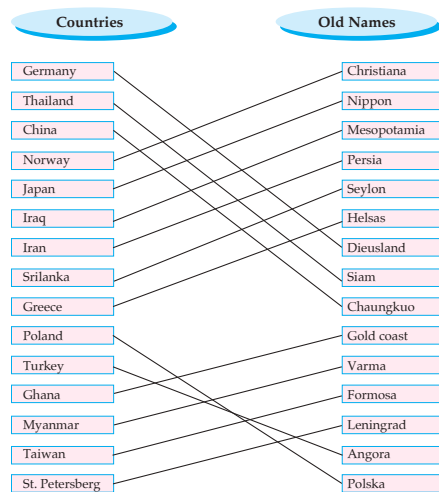 Countries
Old Names
Germany
Christiana
Thailand
Nippon
China
Mesopotamia
Norway
Persia
Japan
Seylon
Iraq
Helsas
Iran
Dieusland
Srilanka
Siam
Greece
Chaungkuo
Poland
Gold coast
Turkey
Varma
Ghana
Formosa
Myanmar
Leningrad
Taiwan
Angora
St. Petersberg
Polska